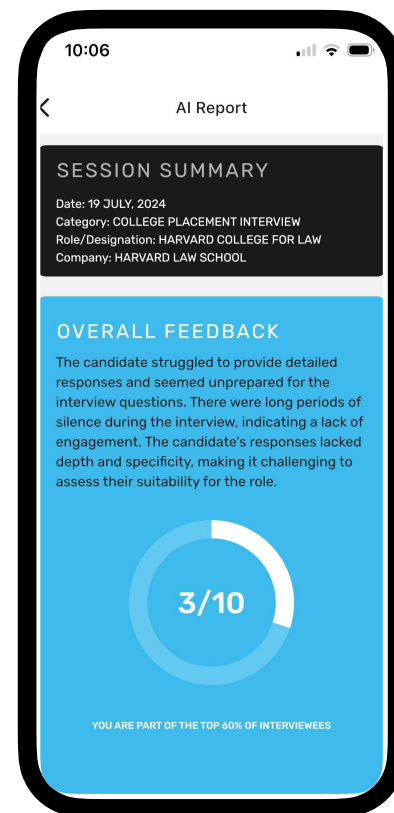 10:06
AI Report
SESSION SUMMARY
Date: 19 JULY, 2024
Category: COLLEGE PLACEMENT INTERVIEW
Role/Designation: HARVARD COLLEGE FOR LAW
Company: HARVARD LAW SCHOOL
OVERALL FEEDBACK
The candidate struggled to provide detailed
responses and seemed unprepared for the
interview questions. There were long periods of
silence during the interview, indicating a lack of
engagement. The candidate's responses lacked
depth and specificity, making it challenging to
assess their suitability for the role.
3/10
YOU ARE PART OF THE TOP 60% OF INTERVIEWEES